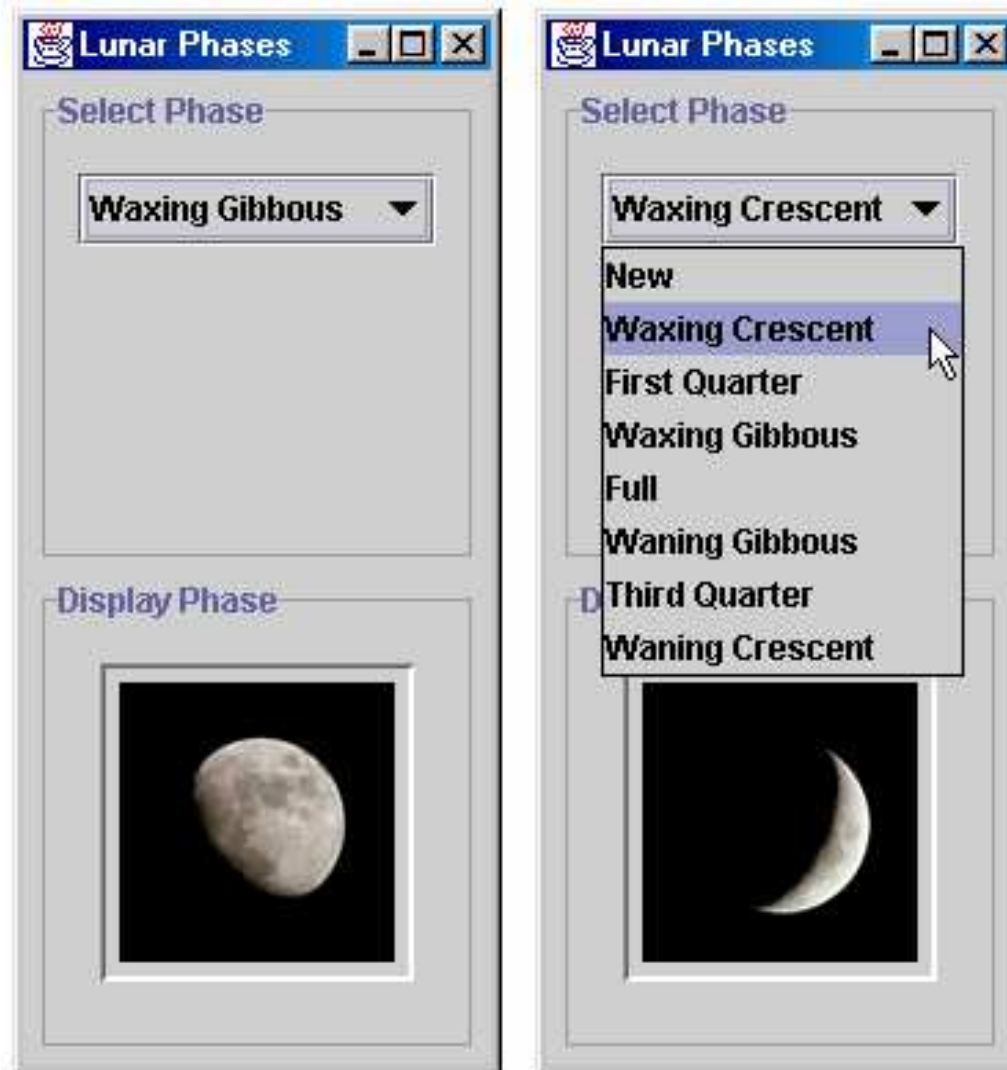 Lunar Phases
Select Phase
Waxing Gibbous
Display Phase
Lunar Phases
Select Phase
Waxing Crescent
New
Waxing Crescent
First Quarter
Waxing Gibbous
Full
Waning Gibbous
Third Quarter
Waning Crescent
D